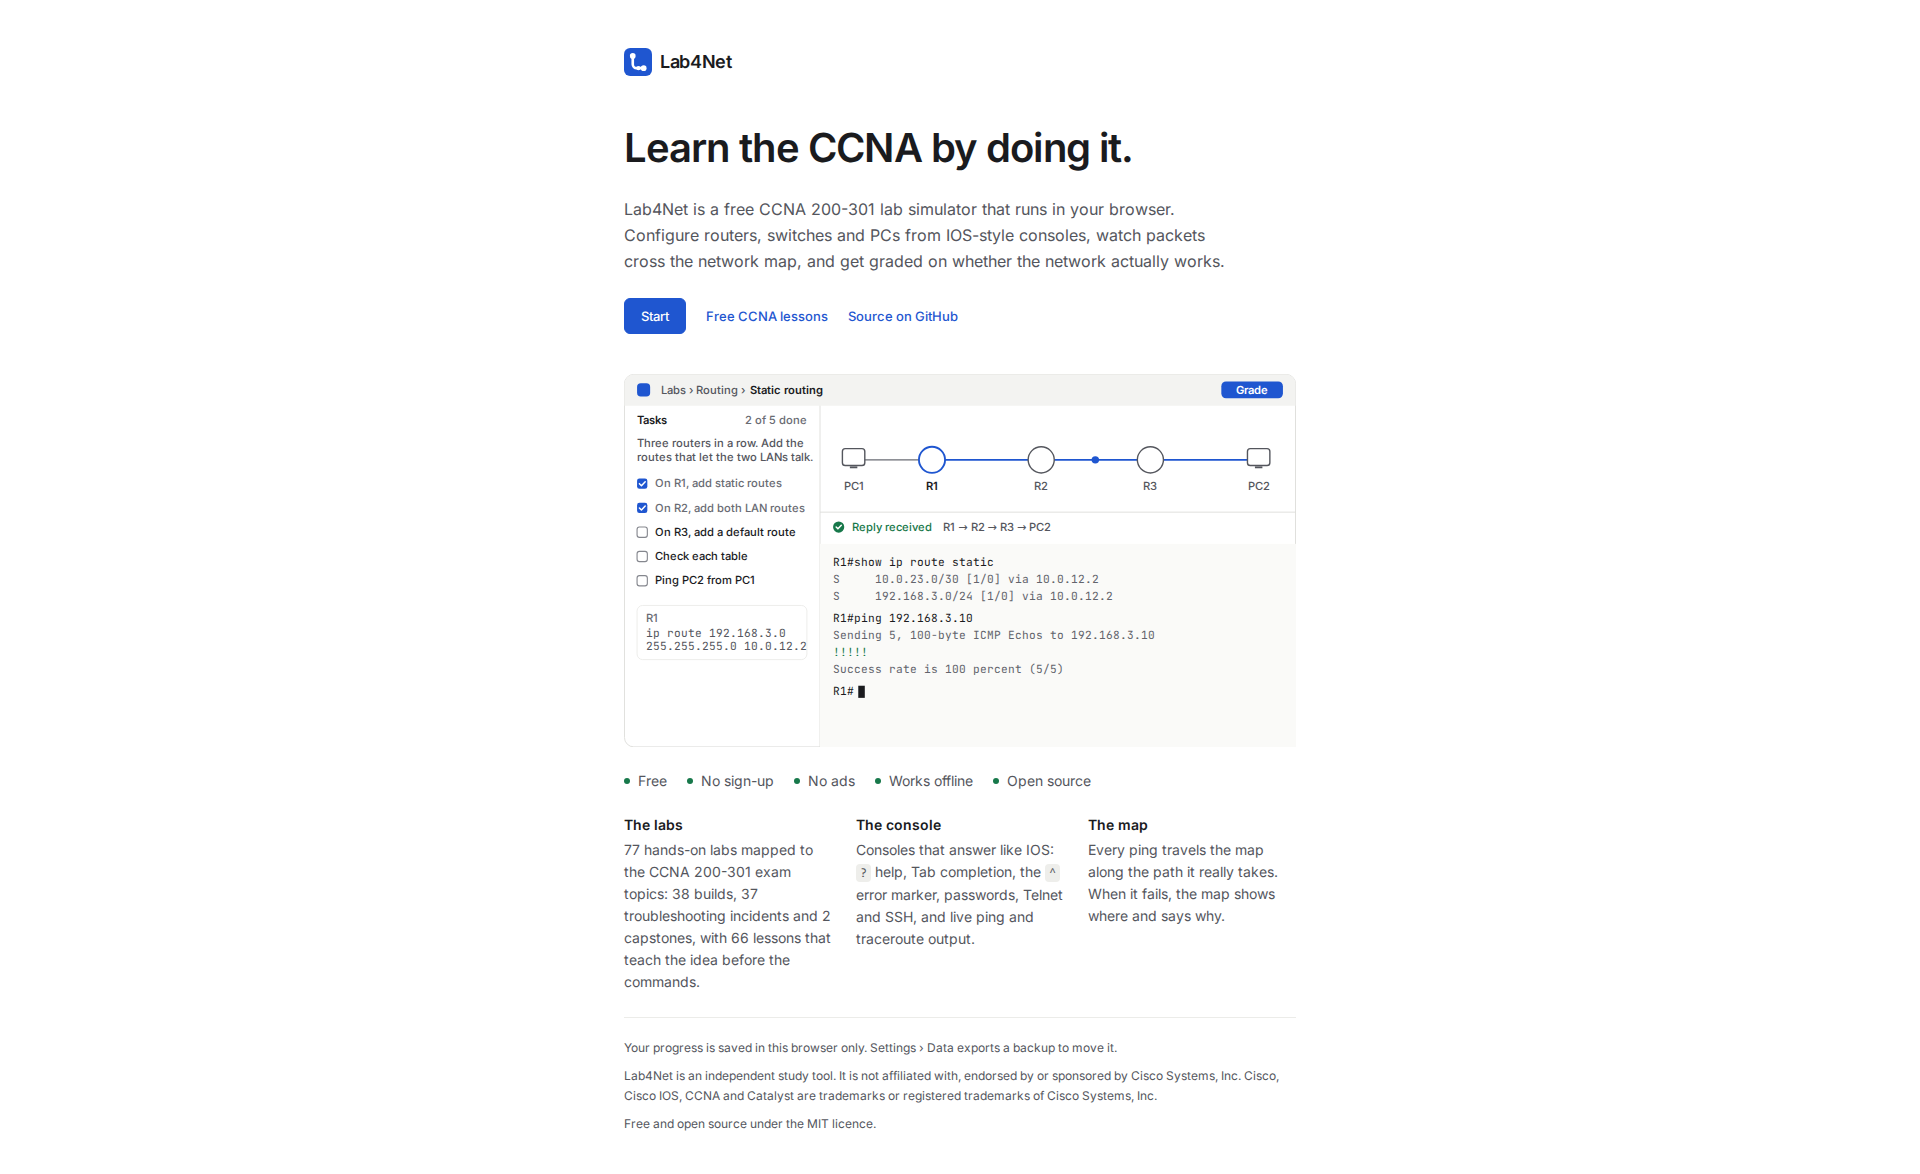 Lab4Net
Learn the CCNA by doing it.
Lab4Net is a free CCNA 200-301 lab simulator that runs in your browser.
Configure routers, switches and PCs from IOS-style consoles, watch packets
cross the network map, and get graded on whether the network actually works.
Start
Free CCNA lessons
Source on GitHub
Labs › Routing › Static routing
Grade
Tasks
2 of 5 done
Three routers in a row. Add the
routes that let the two LANs talk.
On R1, add static routes
On R2, add both LAN routes
On R3, add a default route
Check each table
Ping PC2 from PC1
R1
ip route 192.168.3.0
255.255.255.0 10.0.12.2
PC1
R1
R2
R3
PC2
Reply received R1 → R2 → R3 → PC2
R1#show ip route static
S     10.0.23.0/30 [1/0] via 10.0.12.2
S     192.168.3.0/24 [1/0] via 10.0.12.2
R1#ping 192.168.3.10
Sending 5, 100-byte ICMP Echos to 192.168.3.10
!!!!!
Success rate is 100 percent (5/5)
R1#
Free
No sign-up
No ads
Works offline
Open source
The labs
77 hands-on labs mapped to
the CCNA 200-301 exam
topics: 38 builds, 37
troubleshooting incidents and 2
capstones, with 66 lessons that
teach the idea before the
commands.
The console
Consoles that answer like IOS:
? help, Tab completion, the ^
error marker, passwords, Telnet
and SSH, and live ping and
traceroute output.
The map
Every ping travels the map
along the path it really takes.
When it fails, the map shows
where and says why.
Your progress is saved in this browser only. Settings › Data exports a backup to move it.
Lab4Net is an independent study tool. It is not affiliated with, endorsed by or sponsored by Cisco Systems, Inc. Cisco,
Cisco IOS, CCNA and Catalyst are trademarks or registered trademarks of Cisco Systems, Inc.
Free and open source under the MIT licence.